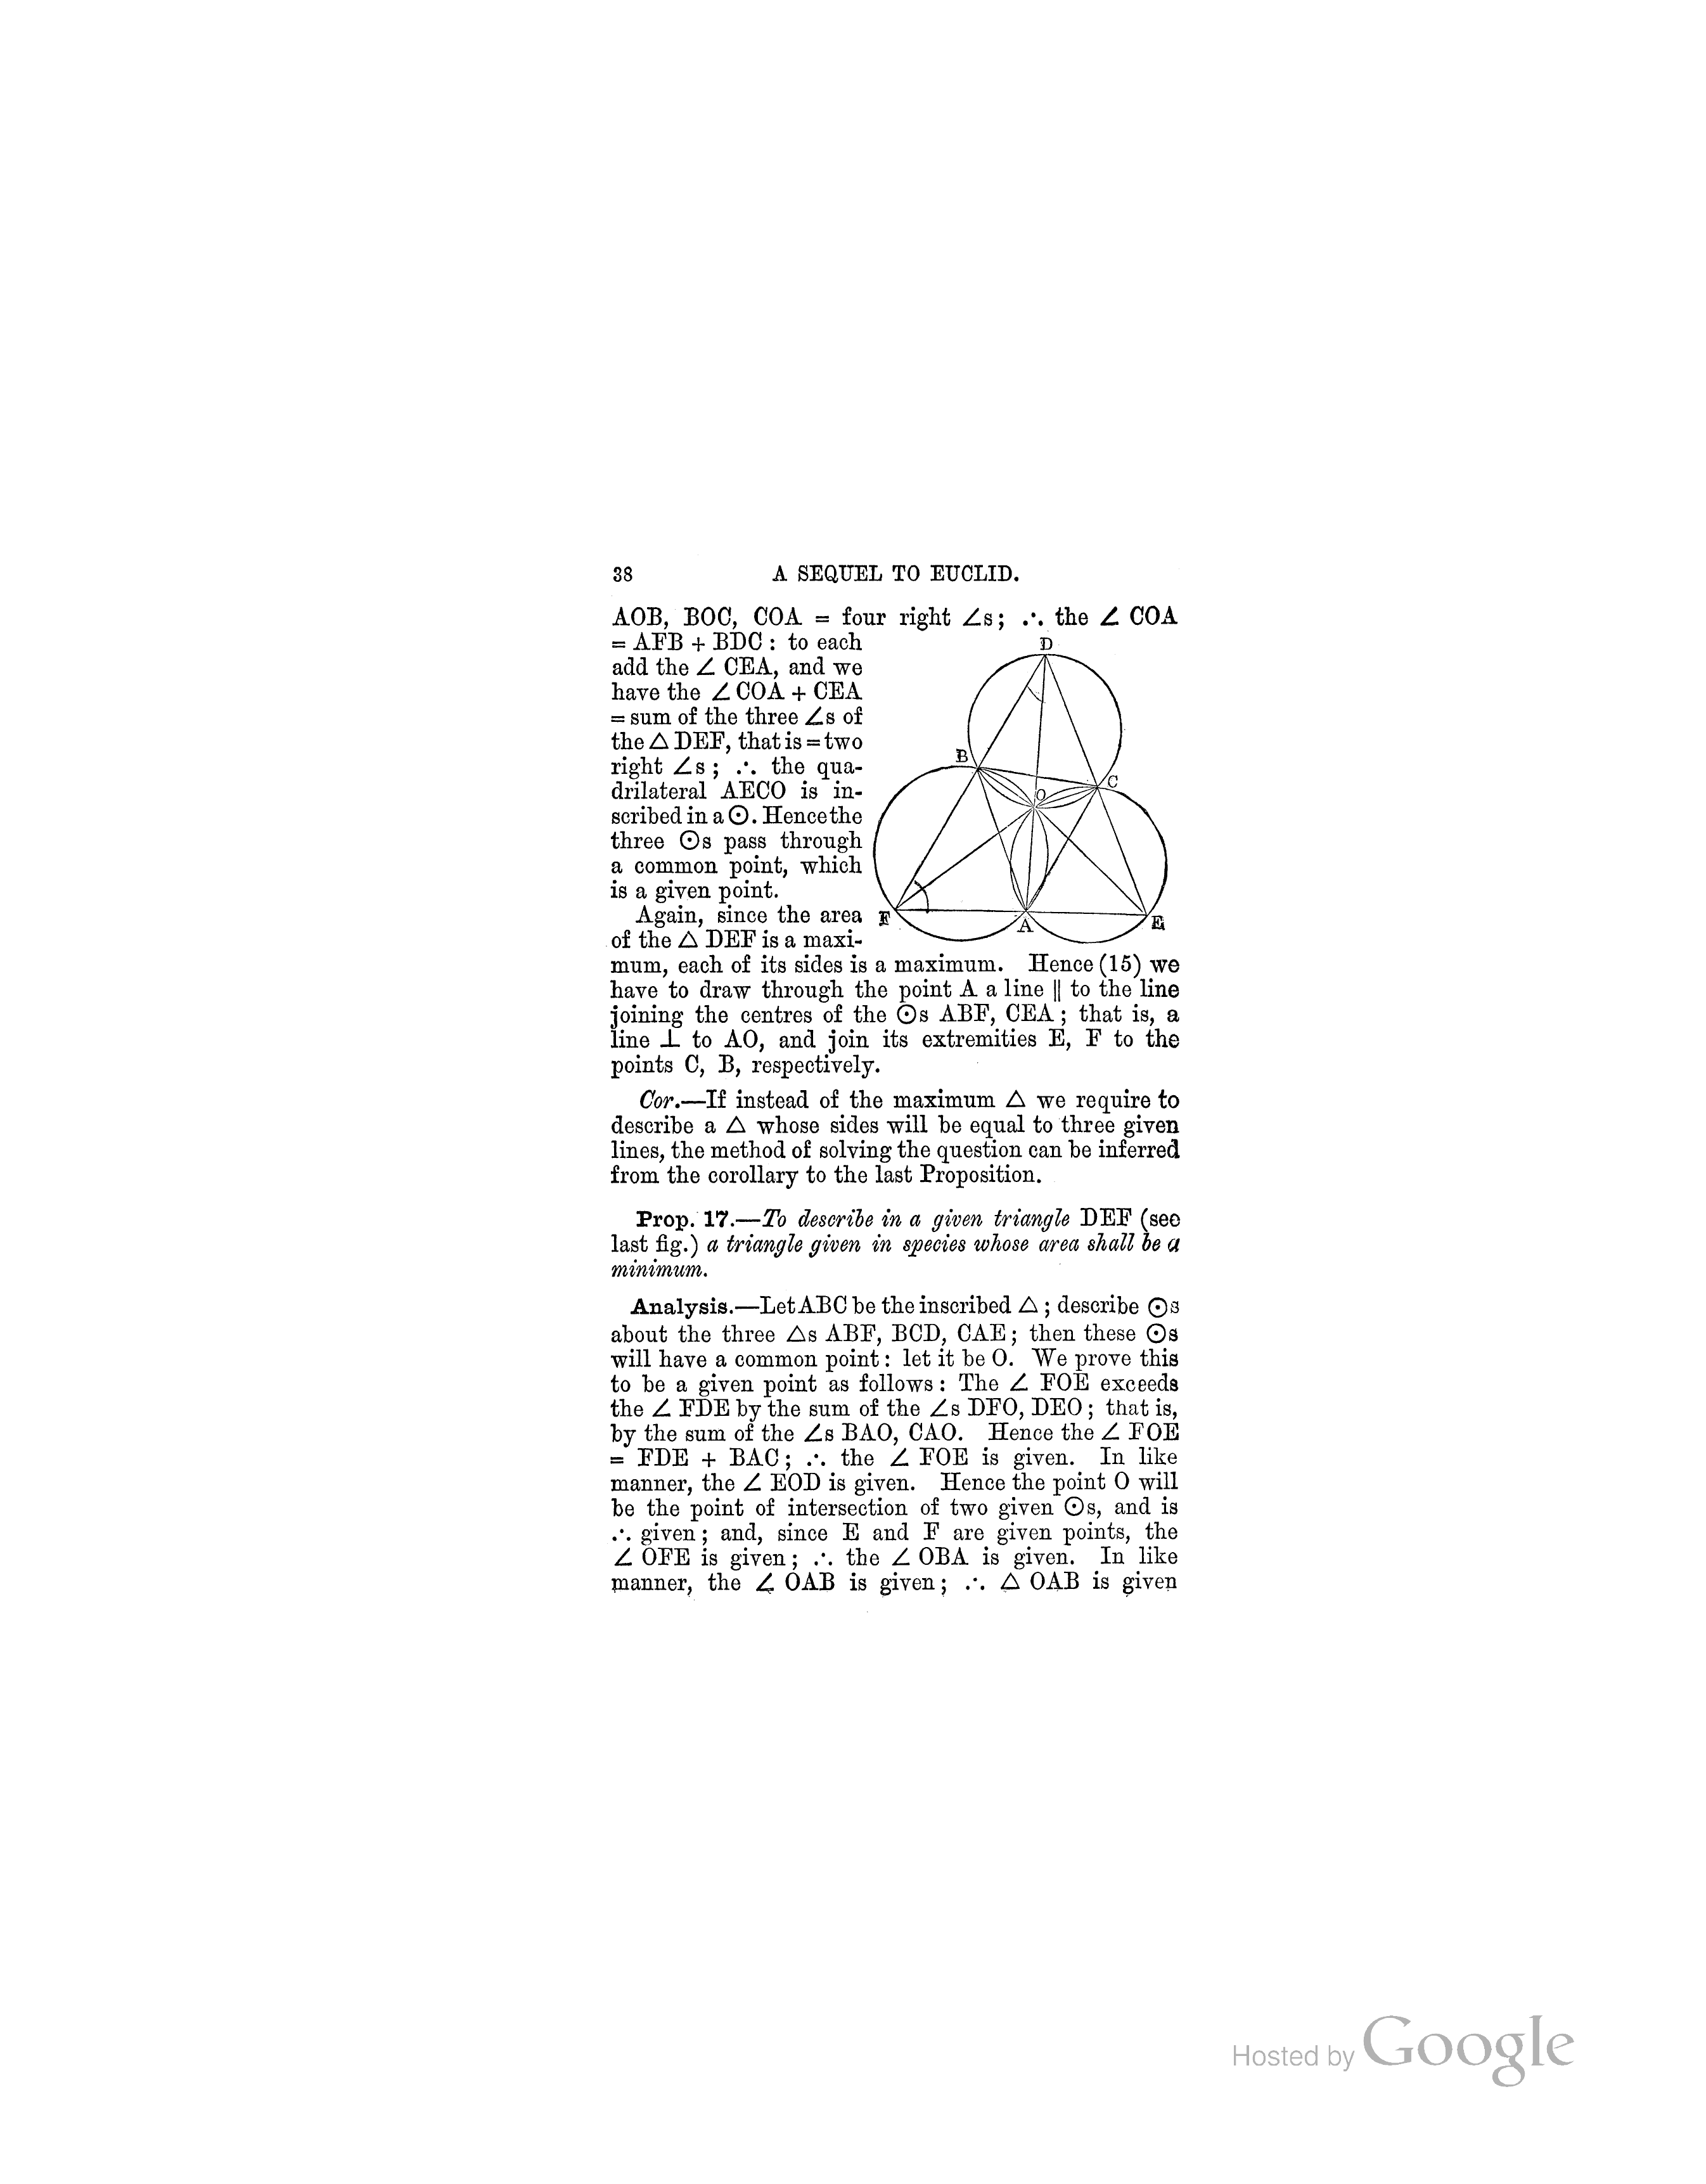 38 A SEQUEL TO EUCLID.
AOB, BOC, COA = four right ∠s; ∴ the ∠ COA
= AFB + BDC: to each
add the ∠ CEA, and we
have the ∠ COA + CEA
= sum of the three ∠s of
the △ DEF, that is = two
right ∠s; ∴ the qua-
drilateral AECO is in-
scribed in a ⊙. Hence the
three ⊙s pass through
a common point, which
is a given point.
Again, since the area
of the △ DEF is a maxi-
D
B
C
O
F
A
E
mum, each of its sides is a maximum. Hence (15) we
have to draw through the point A a line || to the line
joining the centres of the ⊙s ABF, CEA; that is, a
line ⊥ to AO, and join its extremities E, F to the
points C, B, respectively.
Cor.—If instead of the maximum △ we require to
describe a △ whose sides will be equal to three given
lines, the method of solving the question can be inferred
from the corollary to the last Proposition.
Prop. 17.—To describe in a given triangle DEF (see
last fig.) a triangle given in species whose area shall be a
minimum.
Analysis.—Let ABC be the inscribed △; describe ⊙s
about the three △s ABF, BCD, CAE; then these ⊙s
will have a common point: let it be O. We prove this
to be a given point as follows: The ∠ FOE exceeds
the ∠ FDE by the sum of the ∠s DFO, DEO; that is,
by the sum of the ∠s BAO, CAO. Hence the ∠ FOE
= FDE + BAC; ∴ the ∠ FOE is given. In like
manner, the ∠ EOD is given. Hence the point O will
be the point of intersection of two given ⊙s, and is
∴ given; and, since E and F are given points, the
∠ OFE is given; ∴ the ∠ OBA is given. In like
manner, the ∠ OAB is given; ∴ △ OAB is given
Hosted by Google